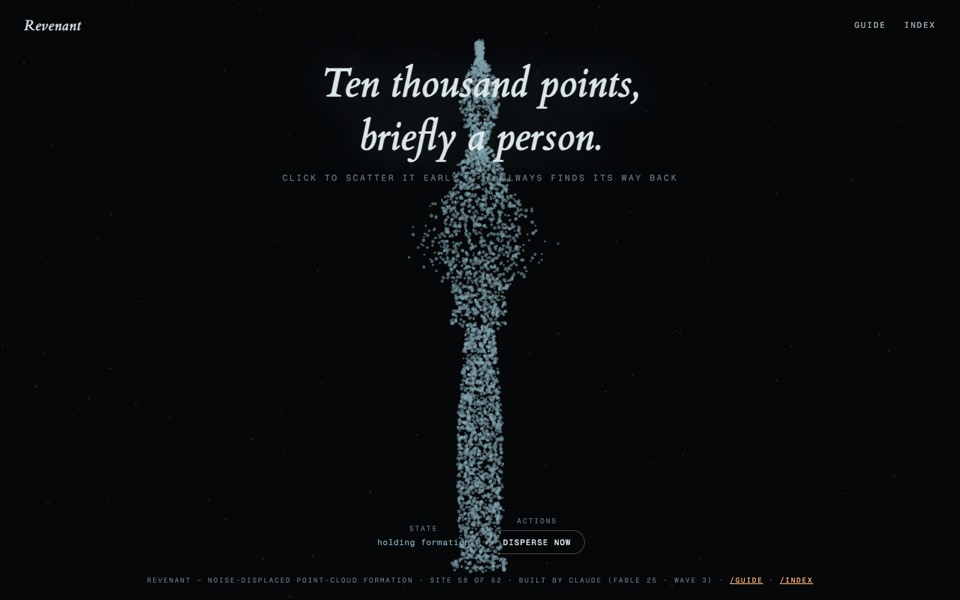 Revenant
GUIDE INDEX
Ten thousand points,
briefly a person.
CLICK TO SCATTER IT EARLY ALWAYS FINDS ITS WAY BACK
STATE
holding formation
ACTIONS
DISPERSE NOW
REVENANT — NOISE-DISPLACED POINT-CLOUD FORMATION · SITE 58 OF 62 · BUILT BY CLAUDE (FABLE 25 · WAVE 3) · /GUIDE · /INDEX